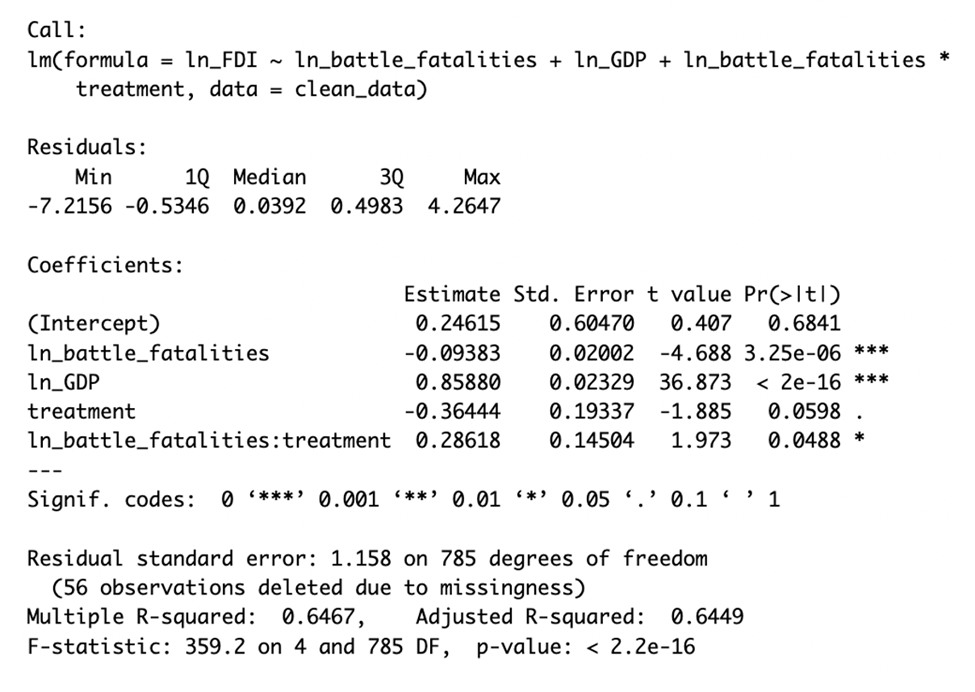 Call:
lm(formula = ln_FDI ~ ln_battle_fatalities + ln_GDP + ln_battle_fatalities *
    treatment, data = clean_data)
Residuals:
    Min      1Q  Median      3Q     Max
-7.2156 -0.5346  0.0392  0.4983  4.2647
Coefficients:
                               Estimate Std. Error t value Pr(>|t|)
(Intercept)                     0.24615    0.60470   0.407   0.6841
ln_battle_fatalities           -0.09383    0.02002  -4.688 3.25e-06 ***
ln_GDP                          0.85880    0.02329  36.873  < 2e-16 ***
treatment                      -0.36444    0.19337  -1.885   0.0598 .
ln_battle_fatalities:treatment  0.28618    0.14504   1.973   0.0488 *
---
Signif. codes:  0 ‘***’ 0.001 ‘**’ 0.01 ‘*’ 0.05 ‘.’ 0.1 ‘ ’ 1
Residual standard error: 1.158 on 785 degrees of freedom
  (56 observations deleted due to missingness)
Multiple R-squared:  0.6467,    Adjusted R-squared:  0.6449
F-statistic: 359.2 on 4 and 785 DF,  p-value: < 2.2e-16